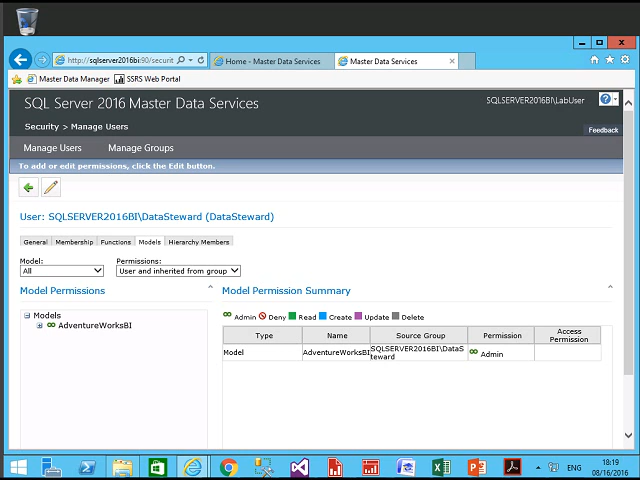 http://sqlserver2016bi:90/securit
Home - Master Data Services
Master Data Services
Master Data Manager
SSRS Web Portal
SQL Server 2016 Master Data Services
SQLSERVER2016BI\LabUser
?
Security > Manage Users
Feedback
Manage Users
Manage Groups
To add or edit permissions, click the Edit button.
User: SQLSERVER2016BI\DataSteward (DataSteward)
General
Membership
Functions
Models
Hierarchy Members
Model:
Permissions:
All
User and inherited from group
Model Permissions
Model Permission Summary
Models
AdventureWorksBI
Admin
Deny
Read
Create
Update
Delete
Type
Name
Source Group
Permission
Access
Permission
Model
AdventureWorksBI
SQLSERVER2016BI\DataS
teward
Admin
ENG
18:19
08/16/2016